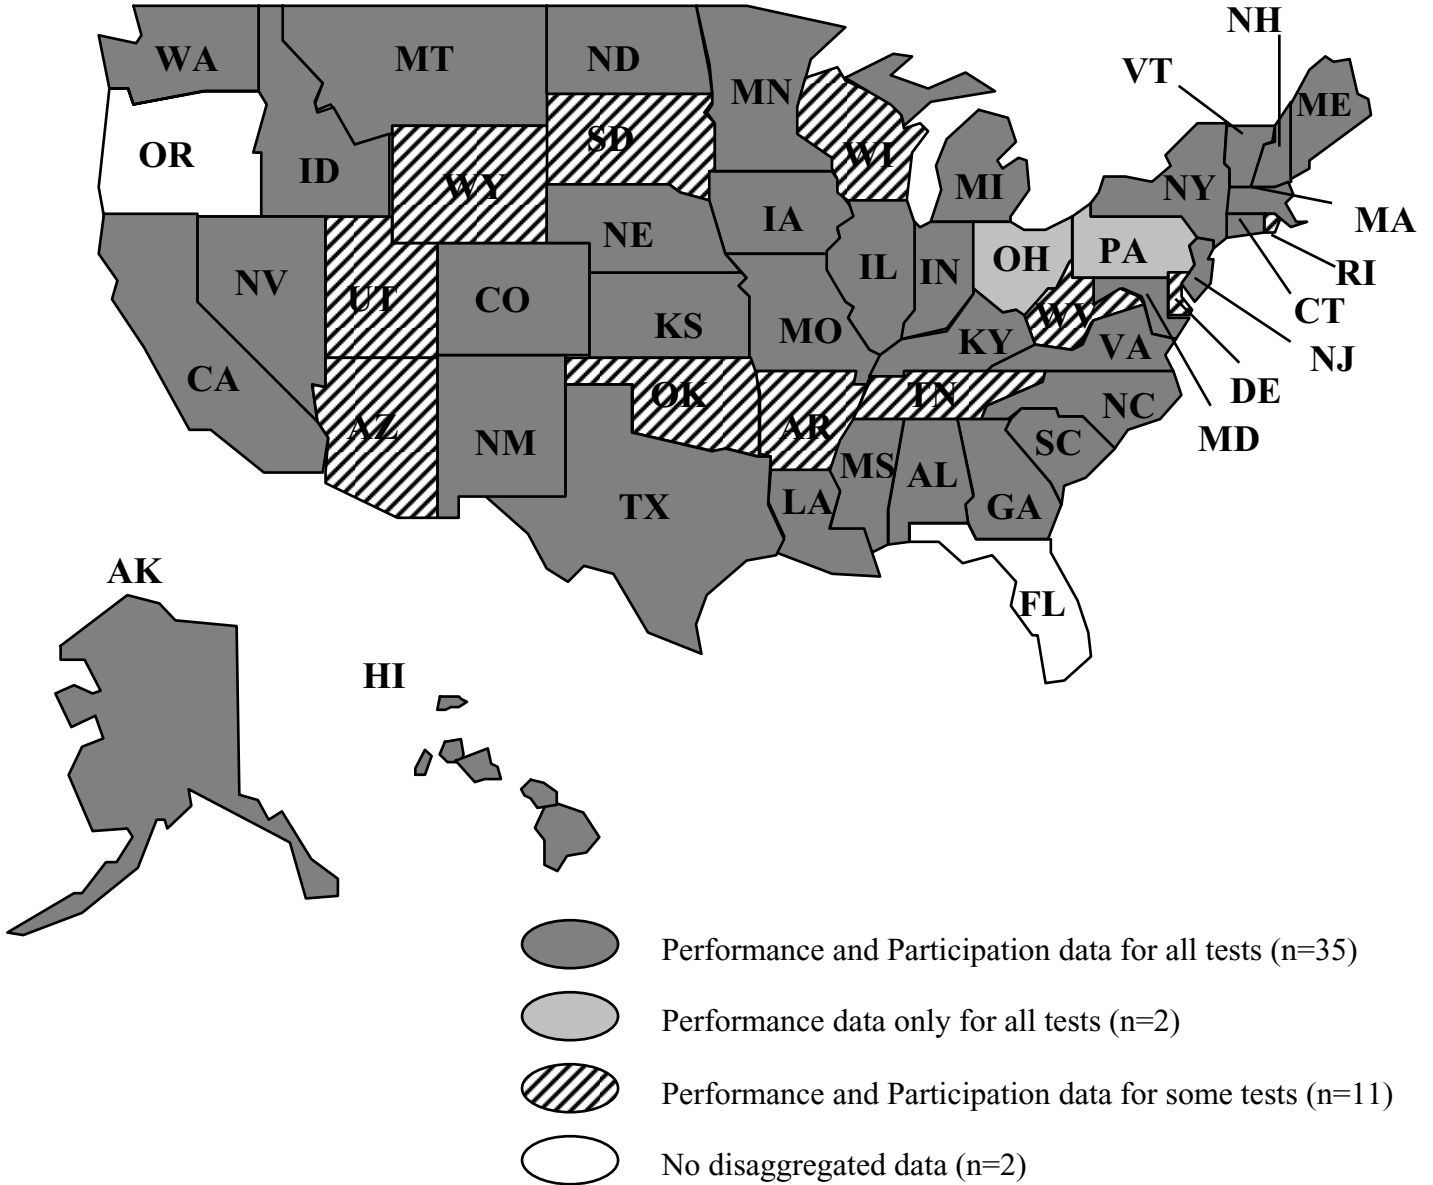 NH
WA
MT
ND
VT
MN
ME
OR
SD
WI
ID
WY
MI
NY
IA
MA
NE
PA
OH
IL
IN
RI
NV
UT
CO
CT
WV
KS
MO
KY
VA
NJ
CA
DE
OK
TN
NC
AZ
AR
MD
NM
SC
MS
AL
LA
TX
GA
AK
FL
HI
Performance and Participation data for all tests (n=35)
Performance data only for all tests (n=2)
Performance and Participation data for some tests (n=11)
No disaggregated data (n=2)